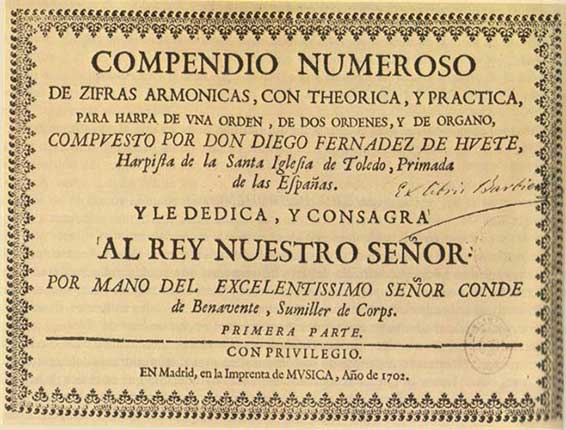 COMPENDIO NUMEROSO
DE ZIFRAS ARMONICAS, CON THEORICA, Y PRACTICA,
PARA HARPA DE VNA ORDEN, DE DOS ORDENES, Y DE ORGANO,
COMPVESTO POR DON DIEGO FERNADEZ DE HVETE,
Harpista de la Santa Iglesia de Toledo, Primada
de las Españas.
Ex libris Barbieri
Y LE DEDICA, Y CONSAGRA
AL REY NUESTRO SEÑOR:
POR MANO DEL EXCELENTISSIMO SEÑOR CONDE
de Benavente, Sumiller de Corps.
PRIMERA PARTE.
CON PRIVILEGIO.
EN Madrid, en la Imprenta de MVSICA, Año de 1702.